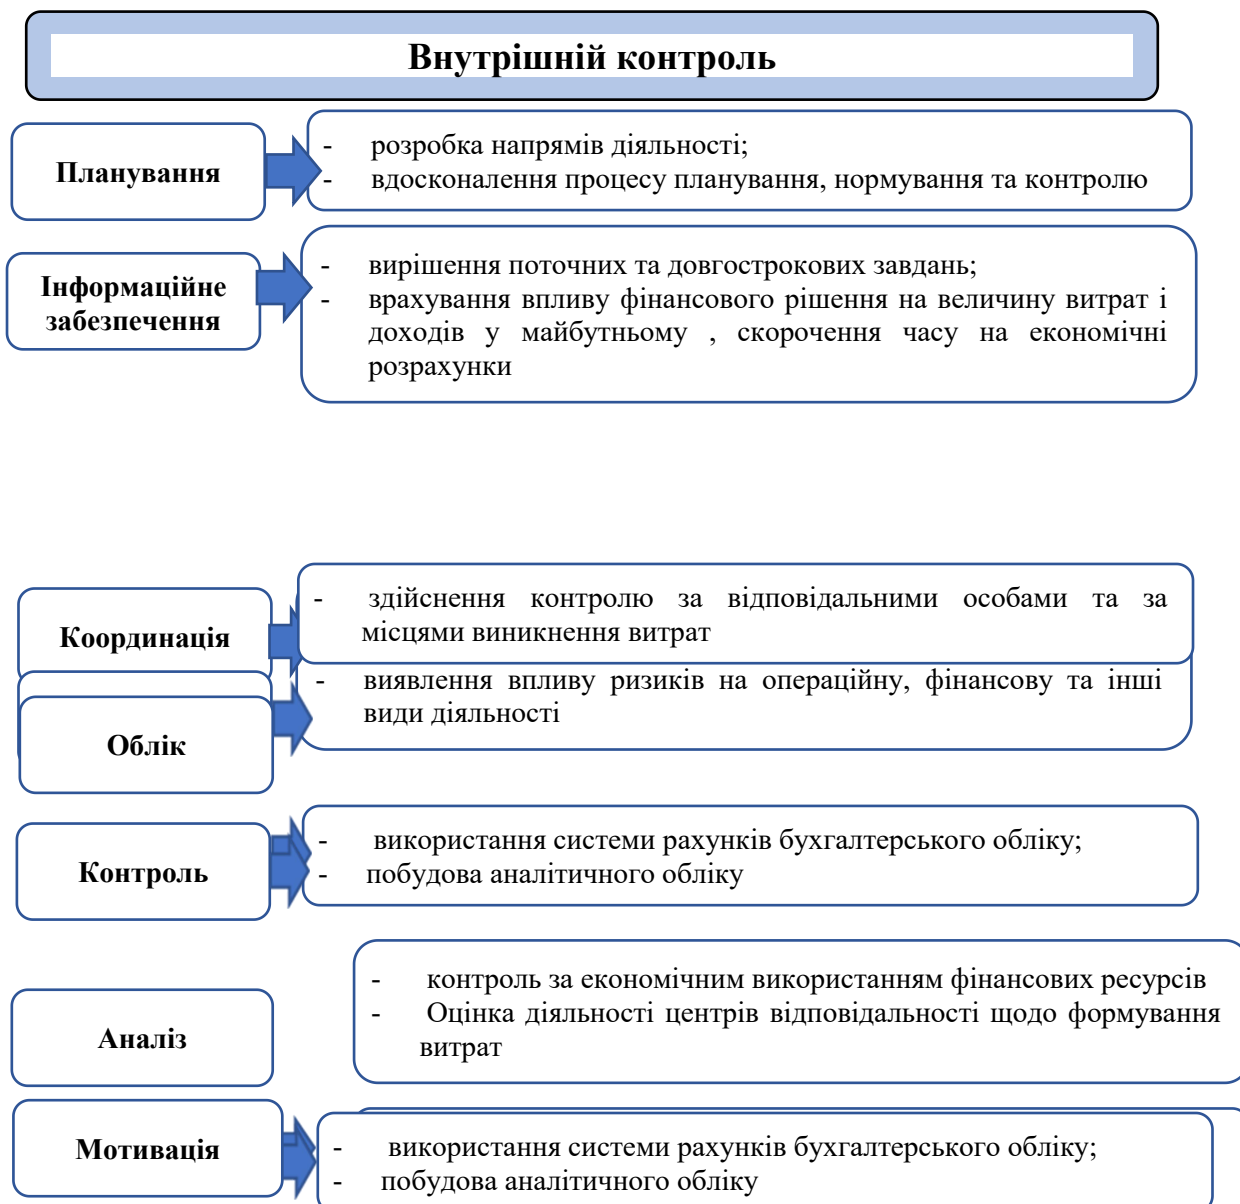 Внутрішній контроль
Планування
- розробка напрямів діяльності;
- вдосконалення процесу планування, нормування та контролю
Інформаційне
забезпечення
- вирішення поточних та довгострокових завдань;
- врахування впливу фінансового рішення на величину витрат і
доходів у майбутньому , скорочення часу на економічні
розрахунки
Координація
- здійснення контролю за відповідальними особами та за
місцями виникнення витрат
- виявлення впливу ризиків на операційну, фінансову та інші
види діяльності
Облік
Контроль
- використання системи рахунків бухгалтерського обліку;
- побудова аналітичного обліку
Аналіз
- контроль за економічним використанням фінансових ресурсів
- Оцінка діяльності центрів відповідальності щодо формування
витрат
Мотивація
- використання системи рахунків бухгалтерського обліку;
- побудова аналітичного обліку